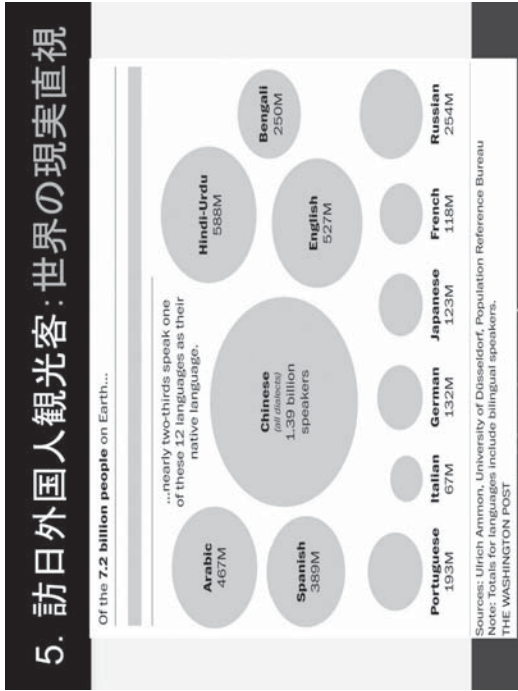 5. 訪日外国人観光客:世界の現実直視
Of the 7.2 billion people on Earth...
...nearly two-thirds speak one
of these 12 languages as their
native language.
Arabic
467M
Hindi-Urdu
588M
Bengali
250M
Chinese
(all dialects)
1.39 billion
speakers
Spanish
389M
English
527M
Portuguese
193M
Italian
67M
German
132M
Japanese
123M
French
118M
Russian
254M
Sources: Ulrich Ammon, University of Düsseldorf, Population Reference Bureau
Note: Totals for languages include bilingual speakers.
THE WASHINGTON POST